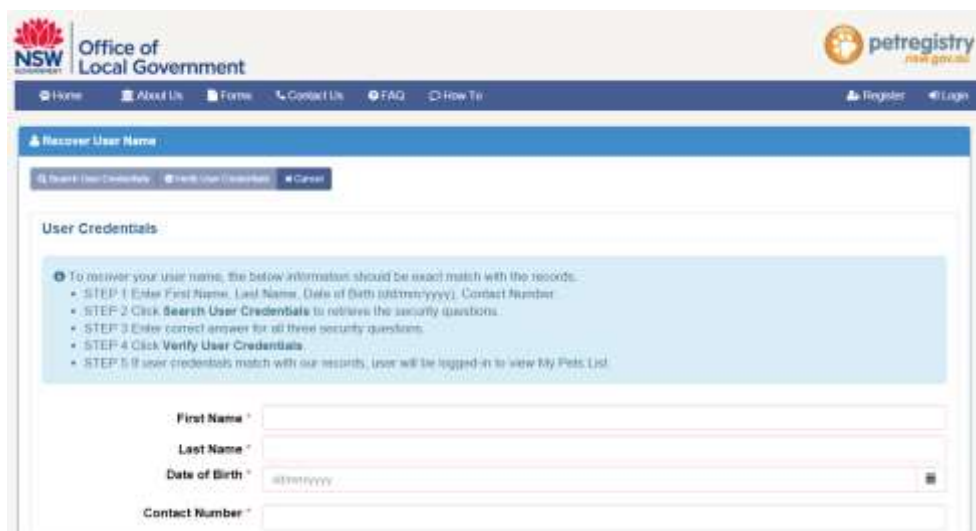 NSW
GOVERNMENT
Office of
Local Government
petregistry
nsw.gov.au
Home About Us Forms Contact Us FAQ How To Register Login
Recover User Name
Search User Credentials Verify User Credentials Cancel
User Credentials
To recover your user name, the below information should be exact match with the records.
STEP 1 Enter First Name, Last Name, Date of Birth (dd/mm/yyyy), Contact Number
STEP 2 Click Search User Credentials to retrieve the security questions.
STEP 3 Enter correct answer for all three security questions.
STEP 4 Click Verify User Credentials.
STEP 5 If user credentials match with our records, user will be logged-in to view My Pets List.
First Name *
Last Name *
Date of Birth *
dd/mm/yyyy
Contact Number *